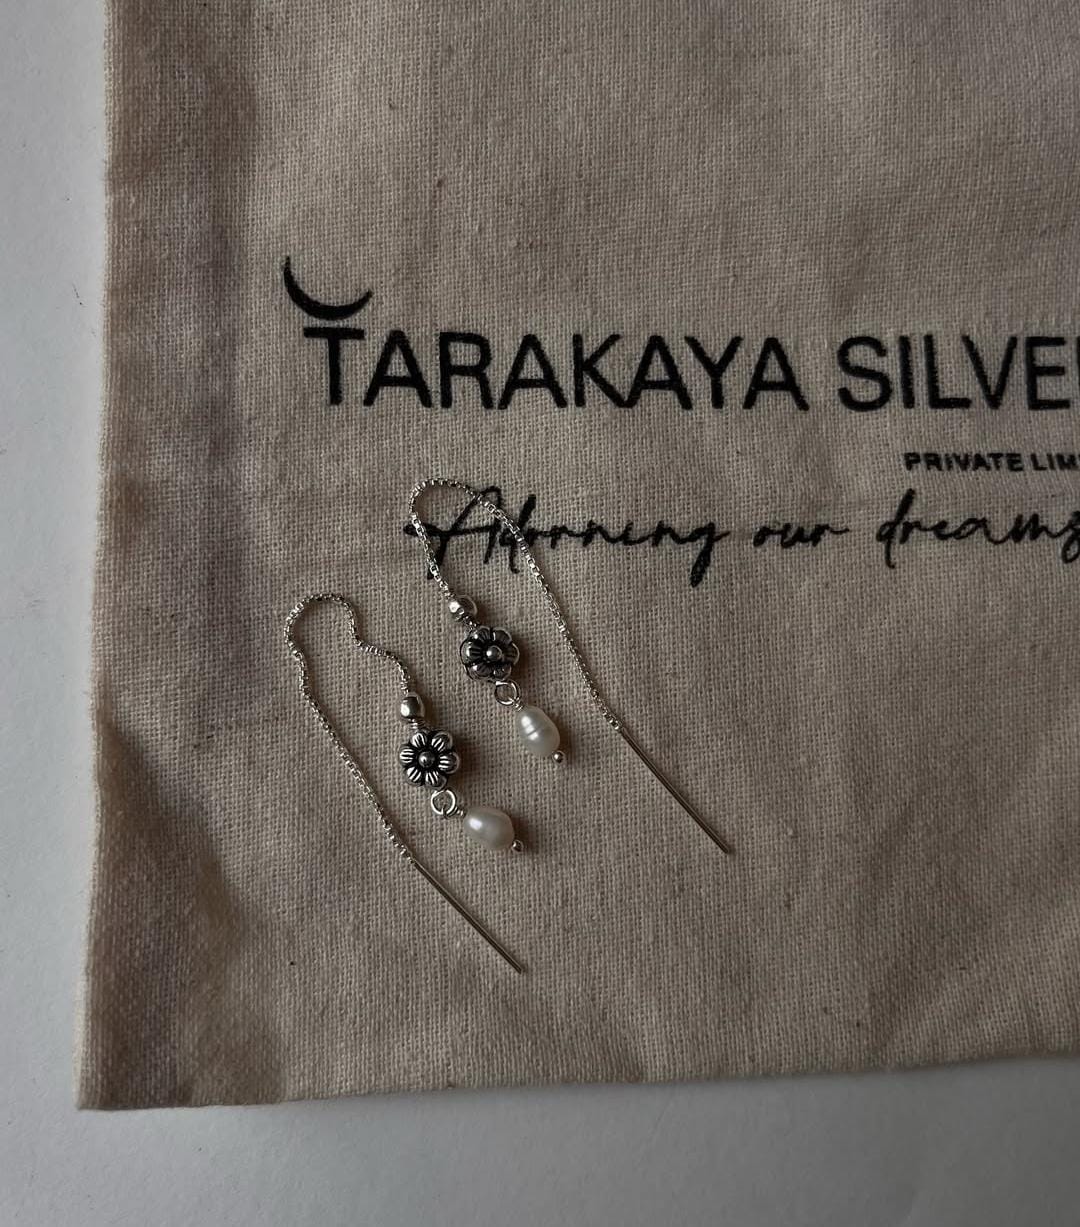 TARAKAYA SILVE
PRIVATE LIM
Adorning our dreams